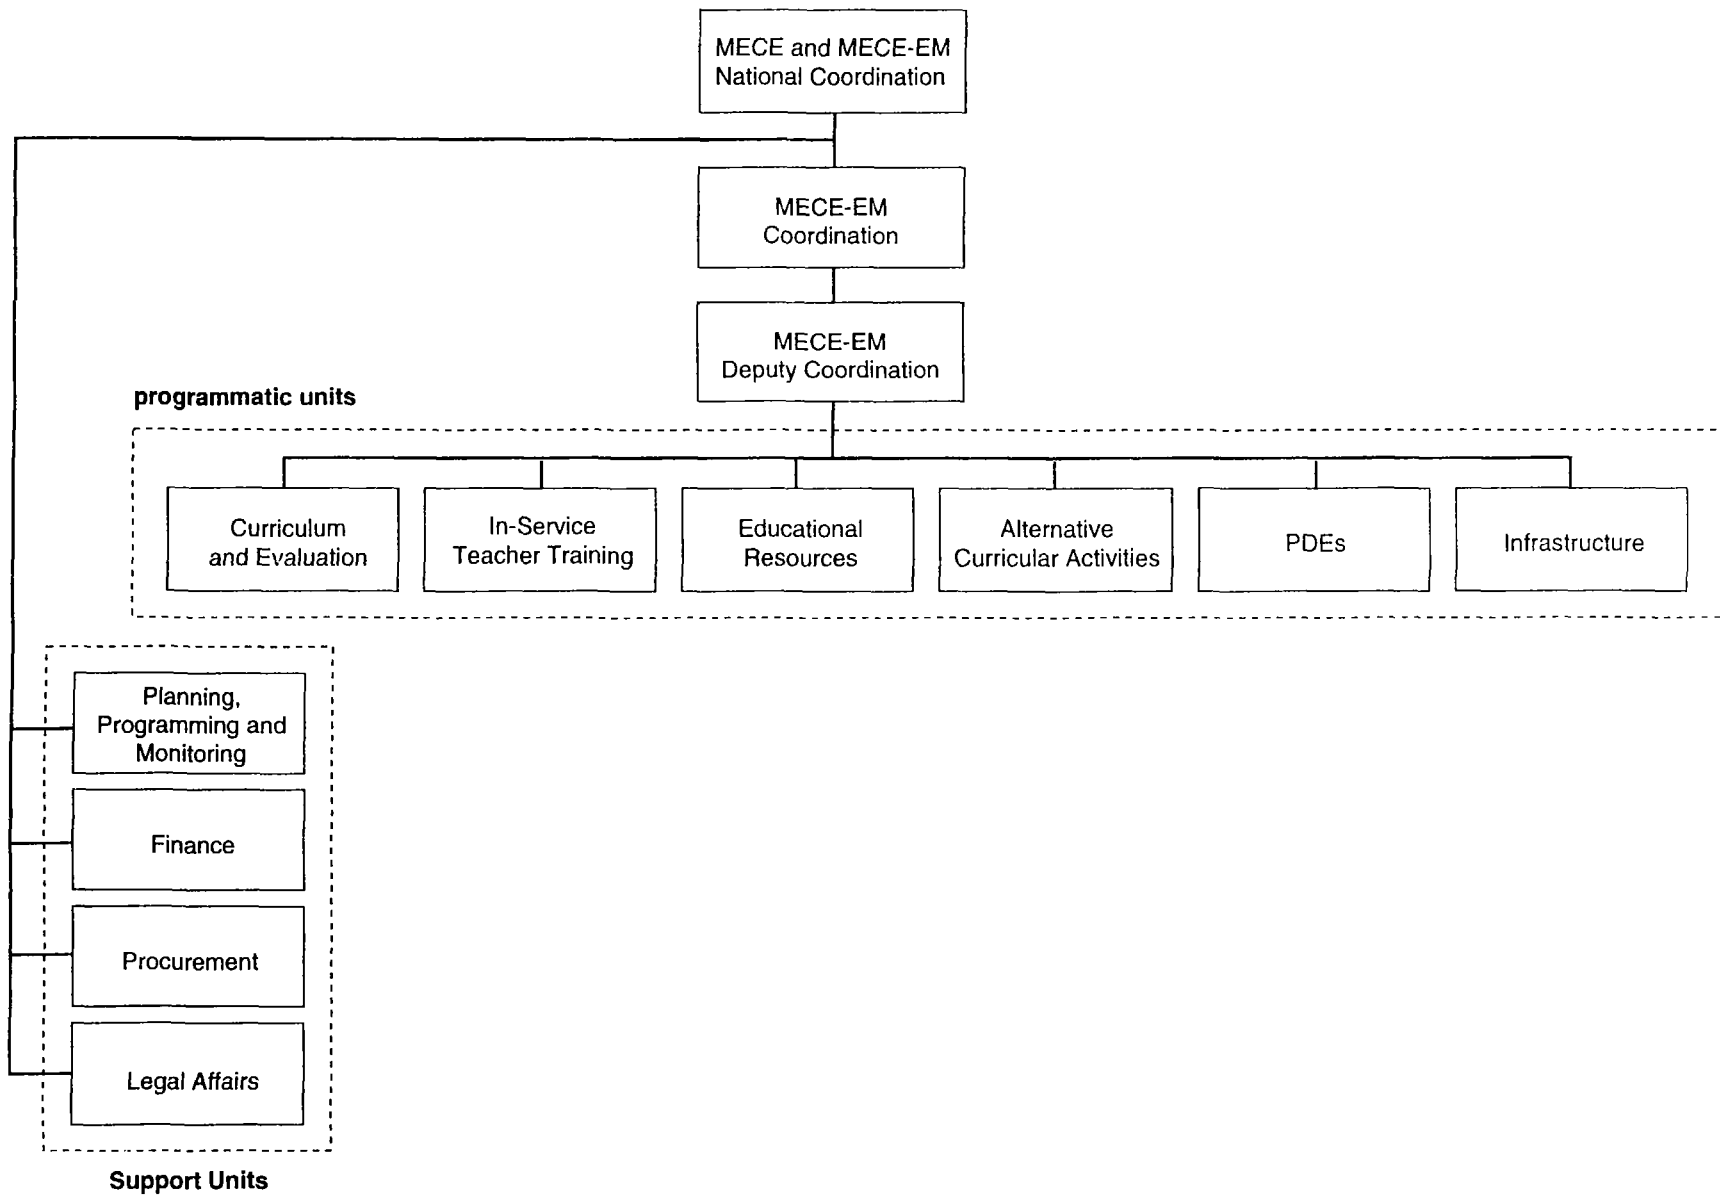 MECE and MECE-EM
National Coordination
MECE-EM
Coordination
MECE-EM
Deputy Coordination
programmatic units
Curriculum
and Evaluation
In-Service
Teacher Training
Educational
Resources
Alternative
Curricular Activities
PDEs
Infrastructure
Planning,
Programming and
Monitoring
Finance
Procurement
Legal Affairs
Support Units